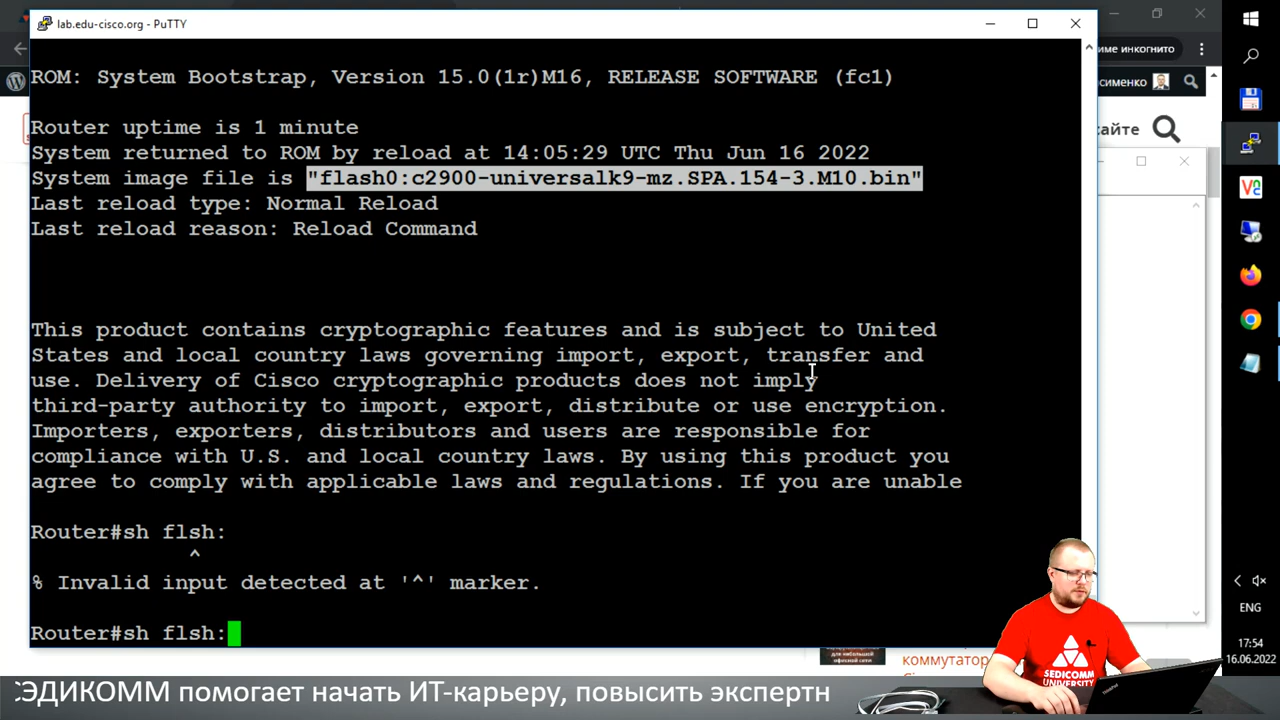 lab.edu-cisco.org - PuTTY
ROM: System Bootstrap, Version 15.0(1r)M16, RELEASE SOFTWARE (fc1)
Router uptime is 1 minute
System returned to ROM by reload at 14:05:29 UTC Thu Jun 16 2022
System image file is "flash0:c2900-universalk9-mz.SPA.154-3.M10.bin"
Last reload type: Normal Reload
Last reload reason: Reload Command
This product contains cryptographic features and is subject to United
States and local country laws governing import, export, transfer and
use. Delivery of Cisco cryptographic products does not imply
third-party authority to import, export, distribute or use encryption.
Importers, exporters, distributors and users are responsible for
compliance with U.S. and local country laws. By using this product you
agree to comply with applicable laws and regulations. If you are unable
Router#sh flsh:
^
% Invalid input detected at '^' marker.
Router#sh flsh:
име инкогнито
сименко
сайте
коммутатор
ENG
17:54
16.06.2022
SEDICOMM
UNIVERSITY
СЭДИКОММ помогает начать ИТ-карьеру, повысить экспертн